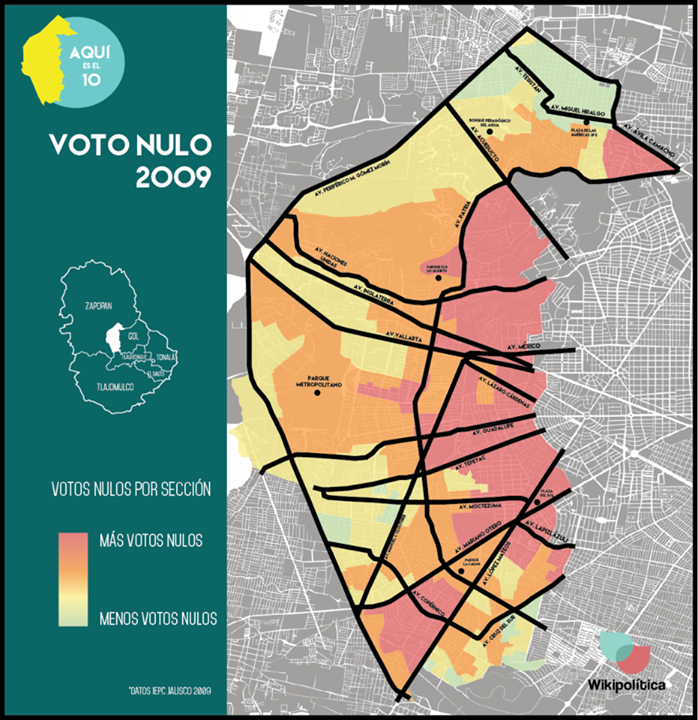 AQUÍ
ES EL
10
VOTO NULO
2009
ZAPOPAN
GDL
TLAQUEPAQUE
TONALÁ
EL SALTO
TLAJOMULCO
VOTOS NULOS POR SECCIÓN
MÁS VOTOS NULOS
MENOS VOTOS NULOS
*DATOS IEPC JALISCO 2009
AV. TESISTÁN
AV. MIGUEL HIDALGO
BOSQUE PEDAGÓGICO
DEL AGUA
PLAZA DE LAS
AMÉRICAS JPII
AV. ÁVILA CAMACHO
AV. ACUEDUCTO
AV. PERIFÉRICO M. GÓMEZ MORÍN
AV. PATRIA
AV. NACIONES
UNIDAS
AV. INGLATERRA
AV. VALLARTA
AV. MÉXICO
PARQUE
METROPOLITANO
AV. LÁZARO CÁRDENAS
AV. GUADALUPE
AV. TEPEYAC
AV. MOCTEZUMA
PLAZA
DEL SOL
AV. MARIANO OTERO
AV. LAPIZLÁZULI
AV. LÓPEZ MATEOS
PARQUE
LA CALMA
AV. COPÉRNICO
AV. CRUZ DEL SUR
Wikipolítica